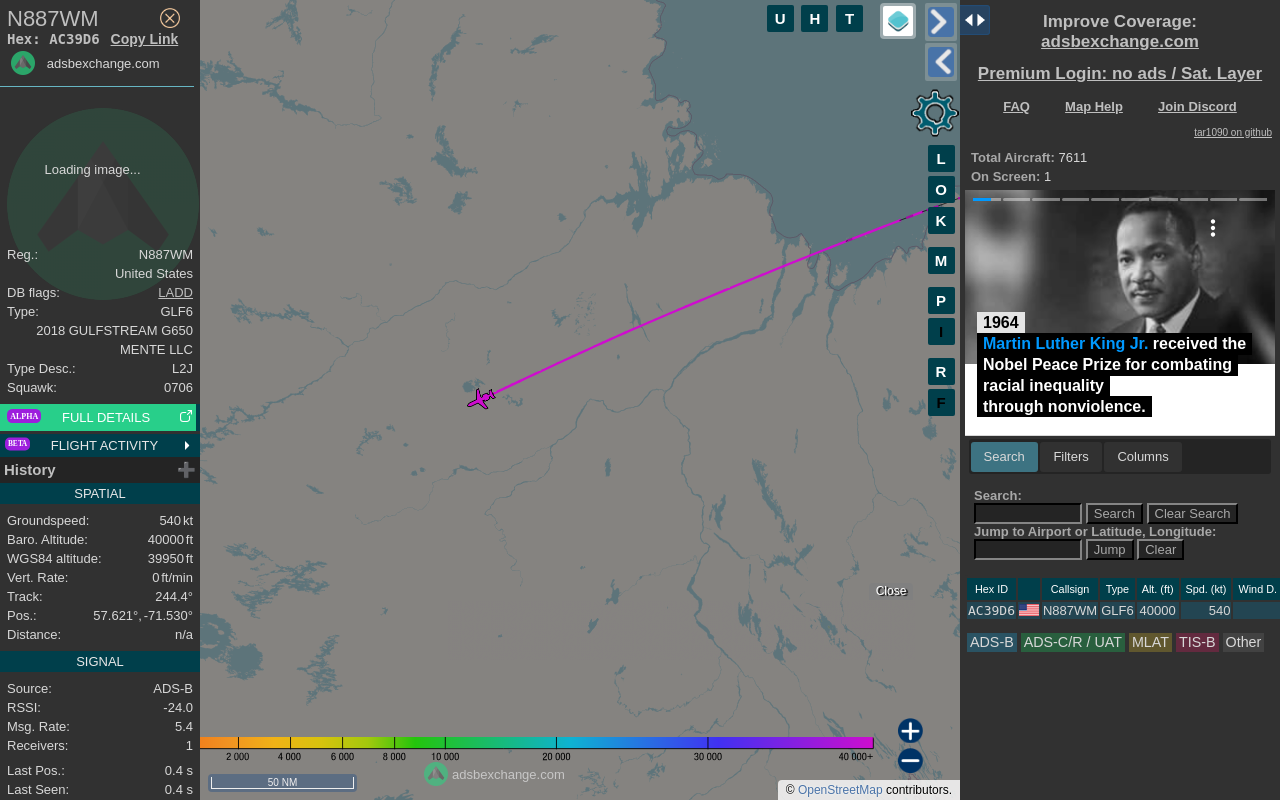 N887WM
Hex: AC39D6 Copy Link
adsbexchange.com
Loading image...
Reg.: N887WM
United States
DB flags: LADD
Type: GLF6
2018 GULFSTREAM G650
MENTE LLC
Type Desc.: L2J
Squawk: 0706
ALPHA FULL DETAILS
BETA FLIGHT ACTIVITY
History
SPATIAL
Groundspeed: 540 kt
Baro. Altitude: 40000 ft
WGS84 altitude: 39950 ft
Vert. Rate: 0 ft/min
Track: 244.4°
Pos.: 57.621°, -71.530°
Distance: n/a
SIGNAL
Source: ADS-B
RSSI: -24.0
Msg. Rate: 5.4
Receivers: 1
Last Pos.: 0.4 s
Last Seen: 0.4 s
U H T
L
O
K
M
P
I
R
F
Close
2 000 4 000 6 000 8 000 10 000 20 000 30 000 40 000+
adsbexchange.com
50 NM
© OpenStreetMap contributors.
Improve Coverage:
adsbexchange.com
Premium Login: no ads / Sat. Layer
FAQ Map Help Join Discord
tar1090 on github
Total Aircraft: 7611
On Screen: 1
1964
Martin Luther King Jr. received the
Nobel Peace Prize for combating
racial inequality
through nonviolence.
Search Filters Columns
Search:
Search Clear Search
Jump to Airport or Latitude, Longitude:
Jump Clear
Hex ID Callsign Type Alt. (ft) Spd. (kt) Wind D.
AC39D6 N887WM GLF6 40000 540
ADS-B ADS-C/R / UAT MLAT TIS-B Other